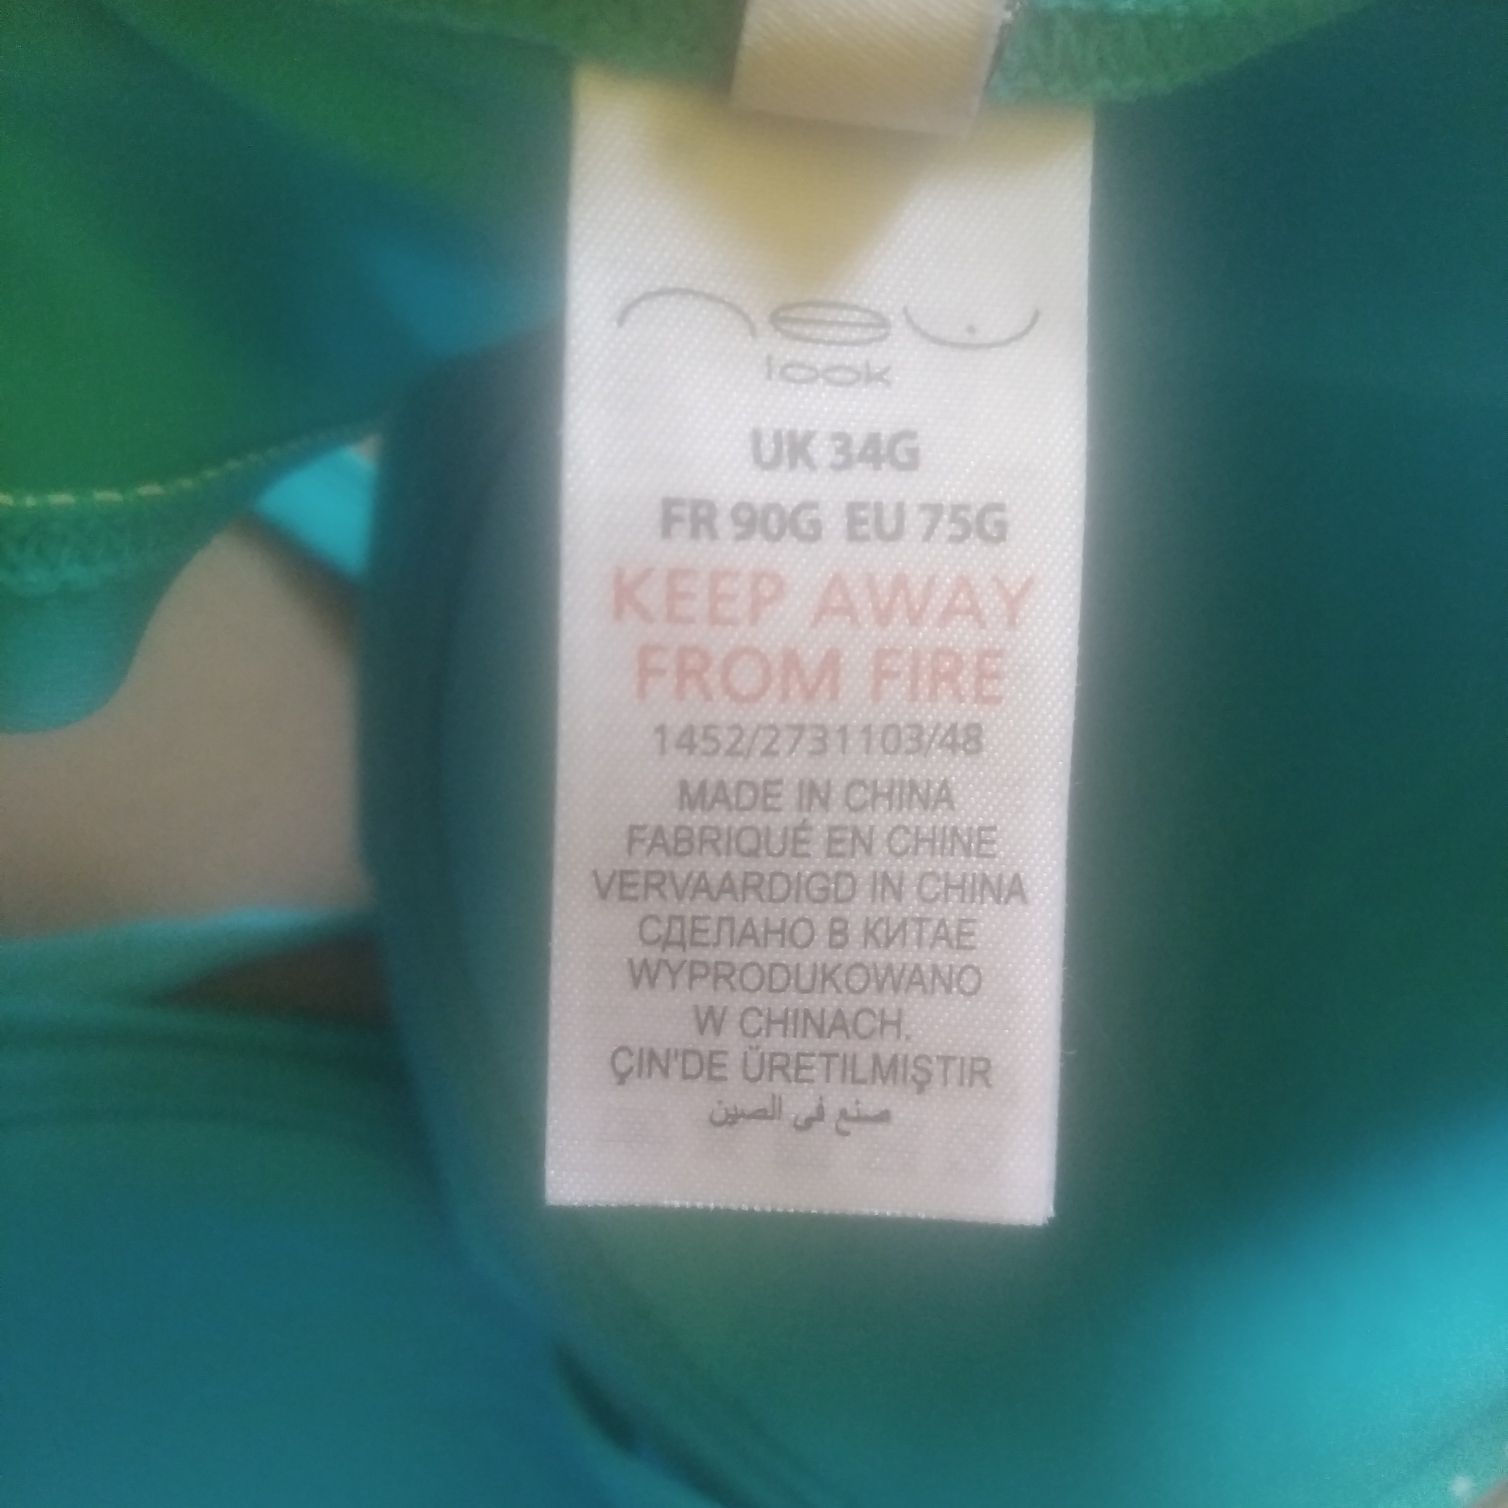 new
look
UK 34G
FR 90G EU 75G
KEEP AWAY
FROM FIRE
1452/2731103/48
MADE IN CHINA
FABRIQUÉ EN CHINE
VERVAARDIGD IN CHINA
СДЕЛАНО В КИТАЕ
WYPRODUKOWANO
W CHINACH.
ÇIN'DE ÜRETILMIŞTIR
صنع في الصين